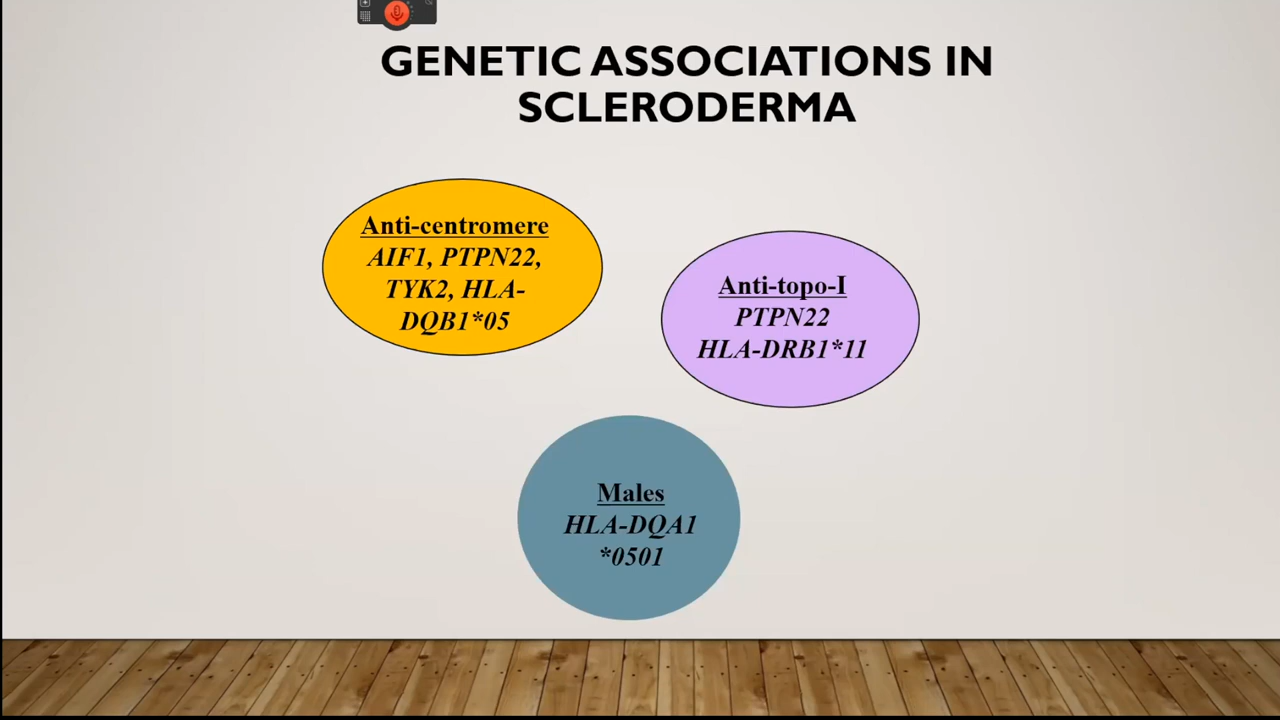 GENETIC ASSOCIATIONS IN
SCLERODERMA
Anti-centromere
AIF1, PTPN22,
TYK2, HLA-
DQB1*05
Anti-topo-I
PTPN22
HLA-DRB1*11
Males
HLA-DQA1
*0501